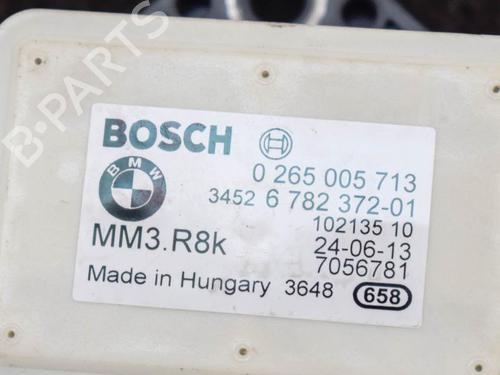 BOSCH
BMW
0 265 005 713
3452 6 782 372-01
102135 10
MM3.R8k
24-06-13
7056781
Made in Hungary 3648 658
B-PARTS